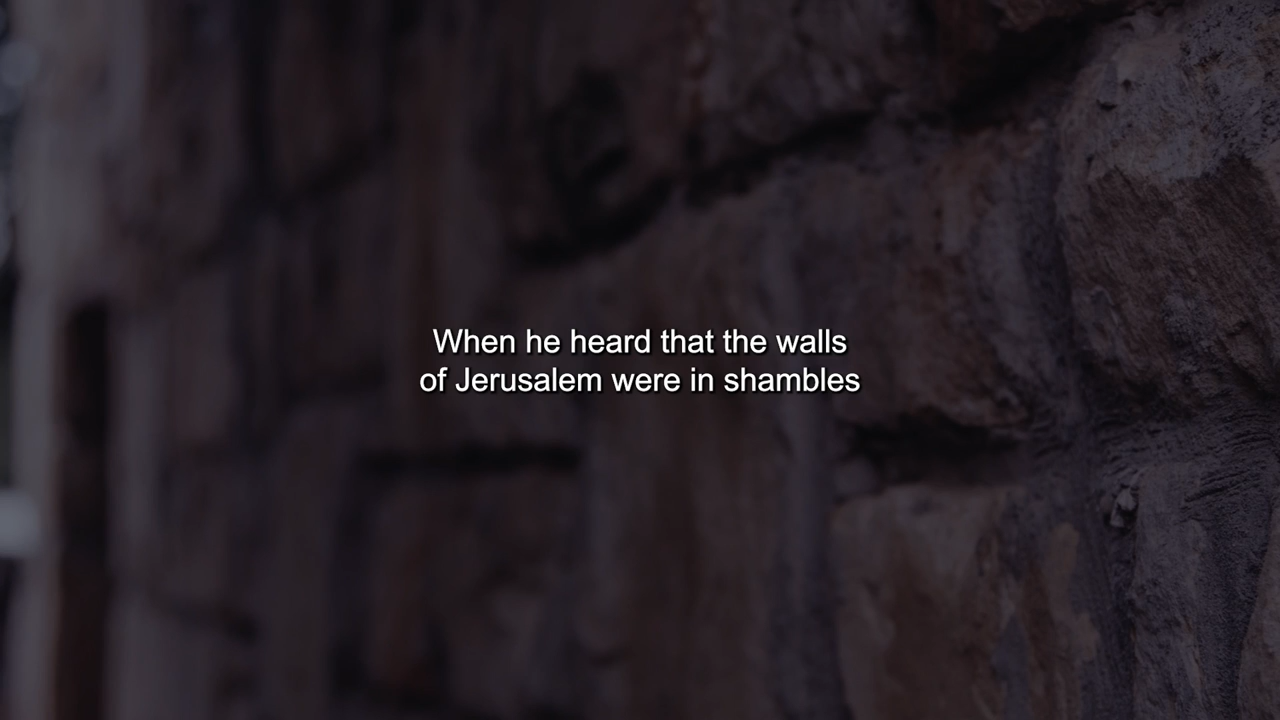 When he heard that the walls
of Jerusalem were in shambles